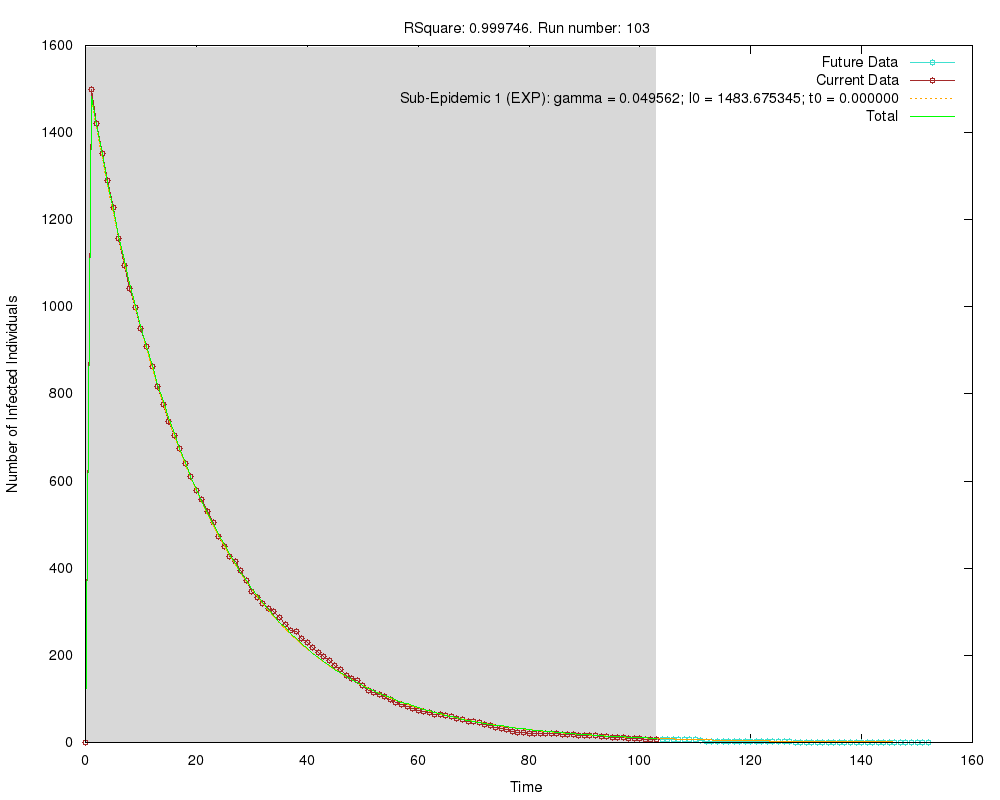 RSquare: 0.999746. Run number: 103
1600
1400
1200
1000
800
600
400
200
0
Number of Infected Individuals
Future Data
Current Data
Sub-Epidemic 1 (EXP): gamma = 0.049562; I0 = 1483.675345; t0 = 0.000000
Total
0 20 40 60 80 100 120 140 160
Time